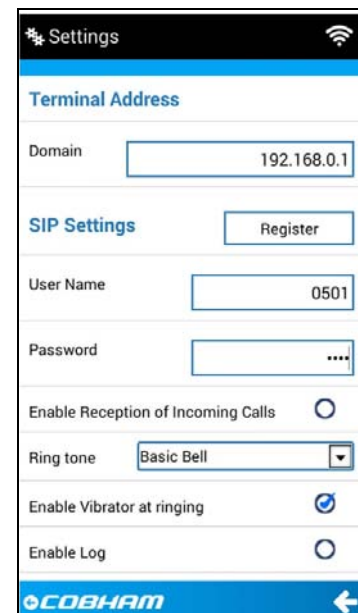 Settings
Terminal Address
Domain 192.168.0.1
SIP Settings Register
User Name 0501
Password ....
Enable Reception of Incoming Calls
Ring tone Basic Bell
Enable Vibrator at ringing
Enable Log
COBHAM